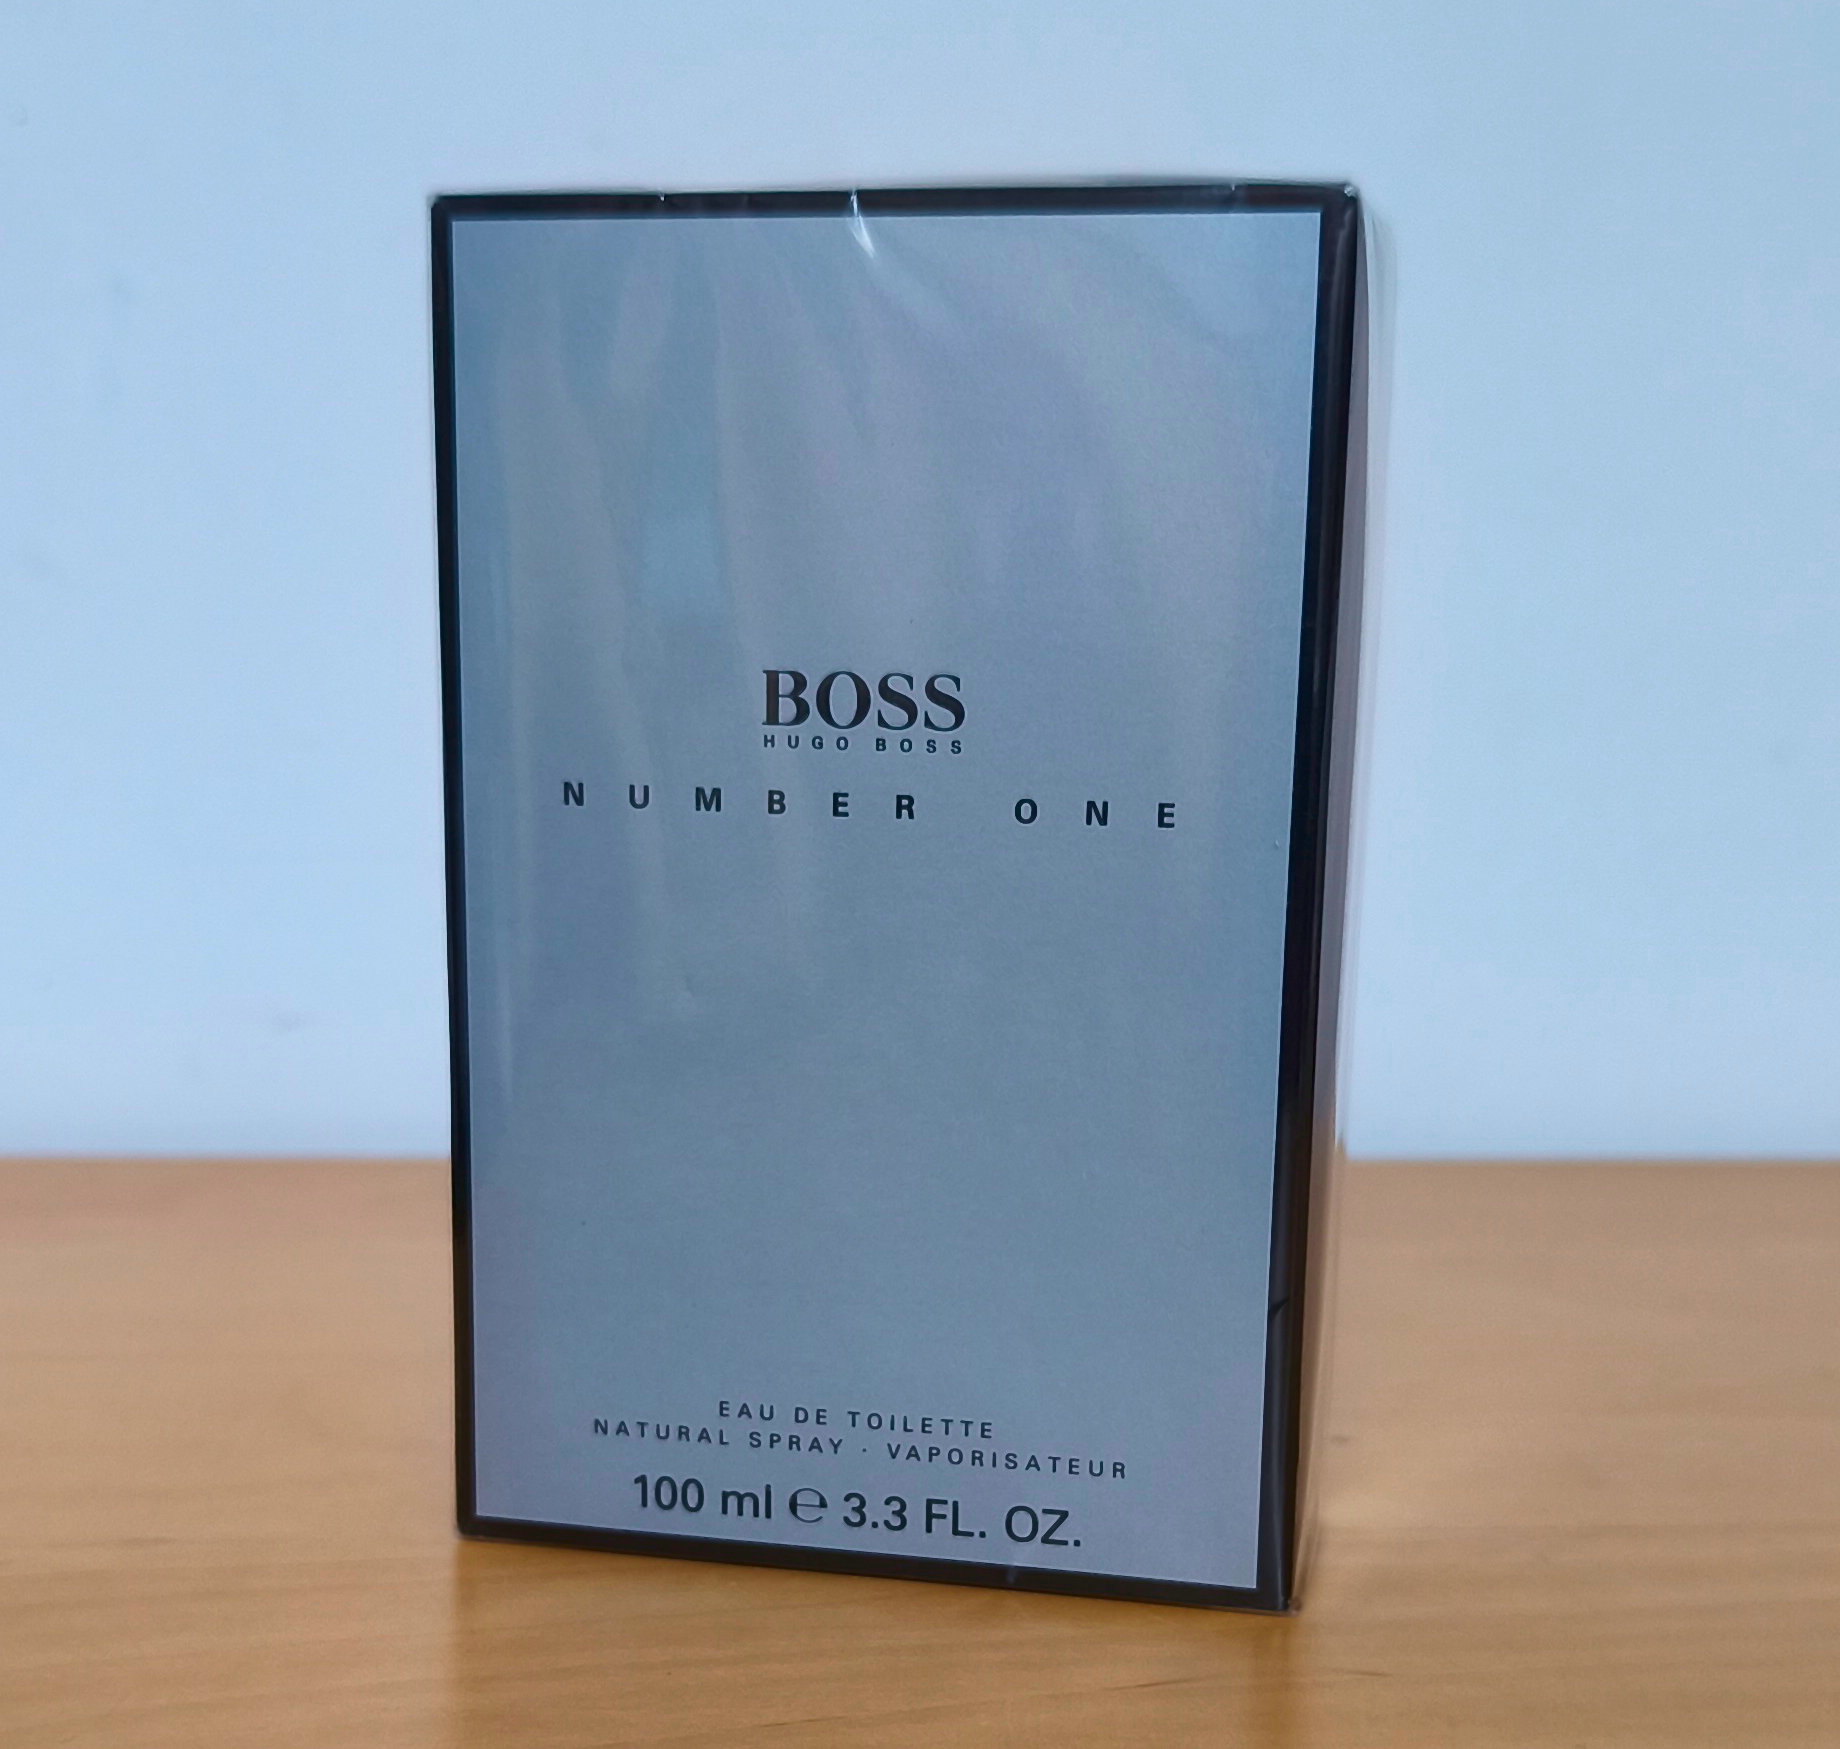 BOSS
HUGO BOSS
NUMBER ONE
EAU DE TOILETTE
NATURAL SPRAY · VAPORISATEUR
100 ml ℮ 3.3 FL. OZ.